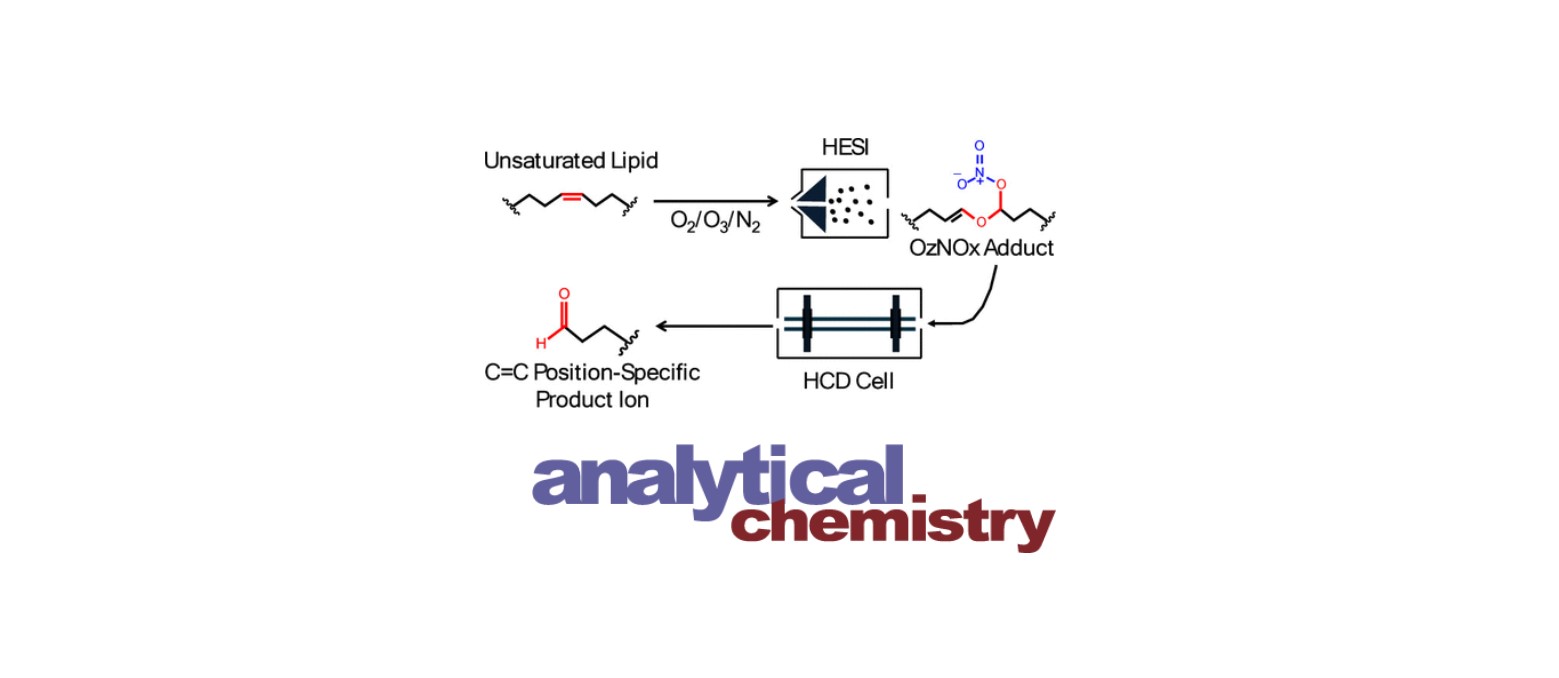 Unsaturated Lipid
O₂/O₃/N₂
HESI
O
N
+
−
O
O
O
OzNOx Adduct
HCD Cell
O
H
C=C Position-Specific
Product Ion
analytical
chemistry